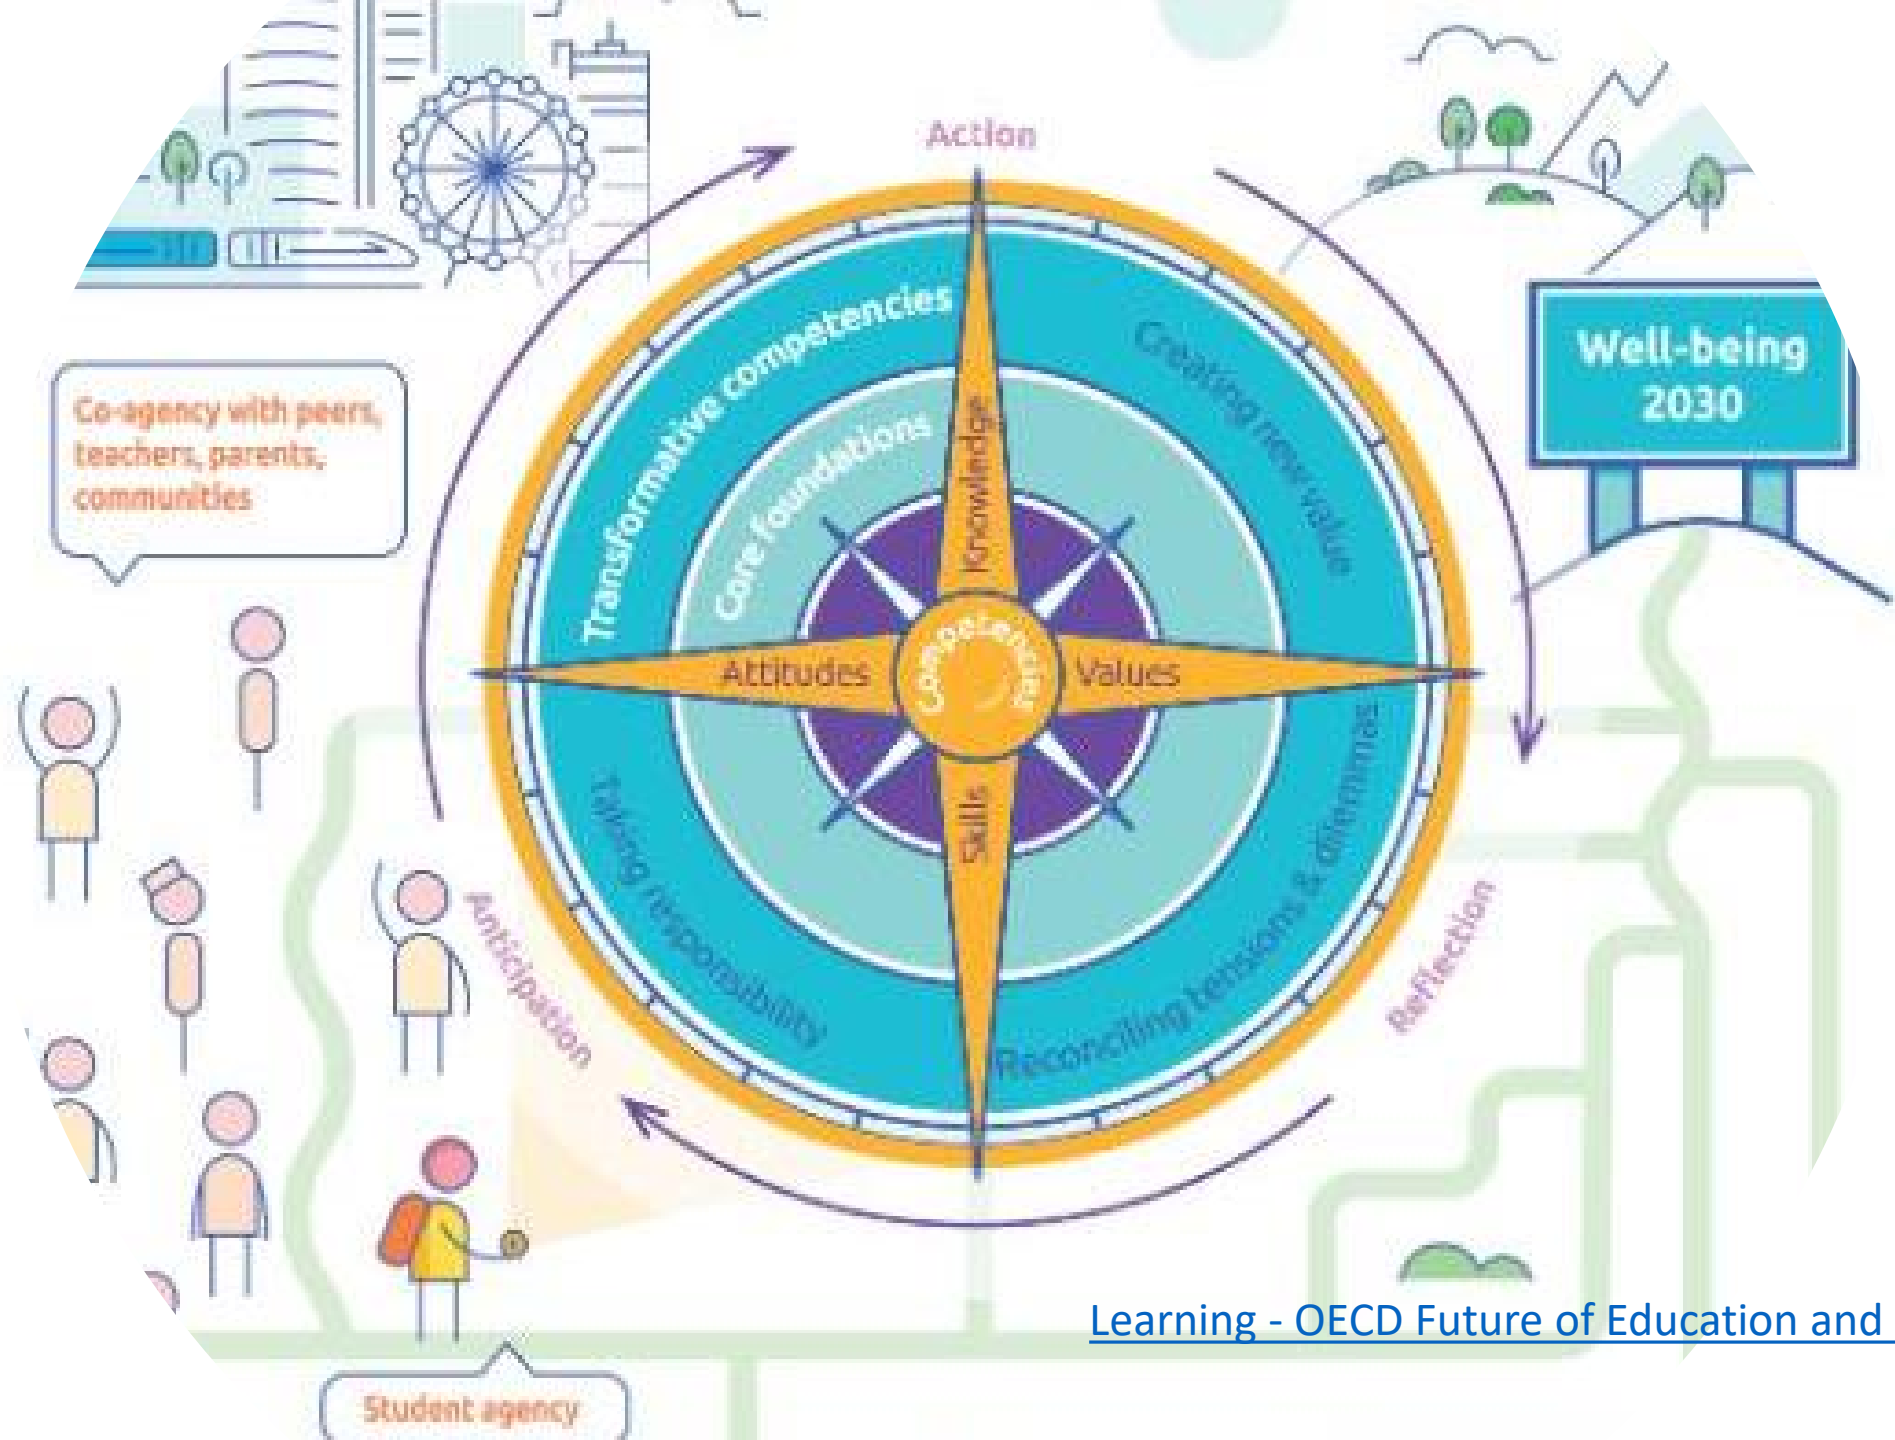 Action
Transformative competencies
Creating new value
Well-being
2030
Co-agency with peers,
teachers, parents,
communities
Core foundations
Knowledge
Competencies
Attitudes
Values
Skills
Taking responsibility
Reconciling tensions & dilemmas
Anticipation
Reflection
Learning - OECD Future of Education and
Student agency